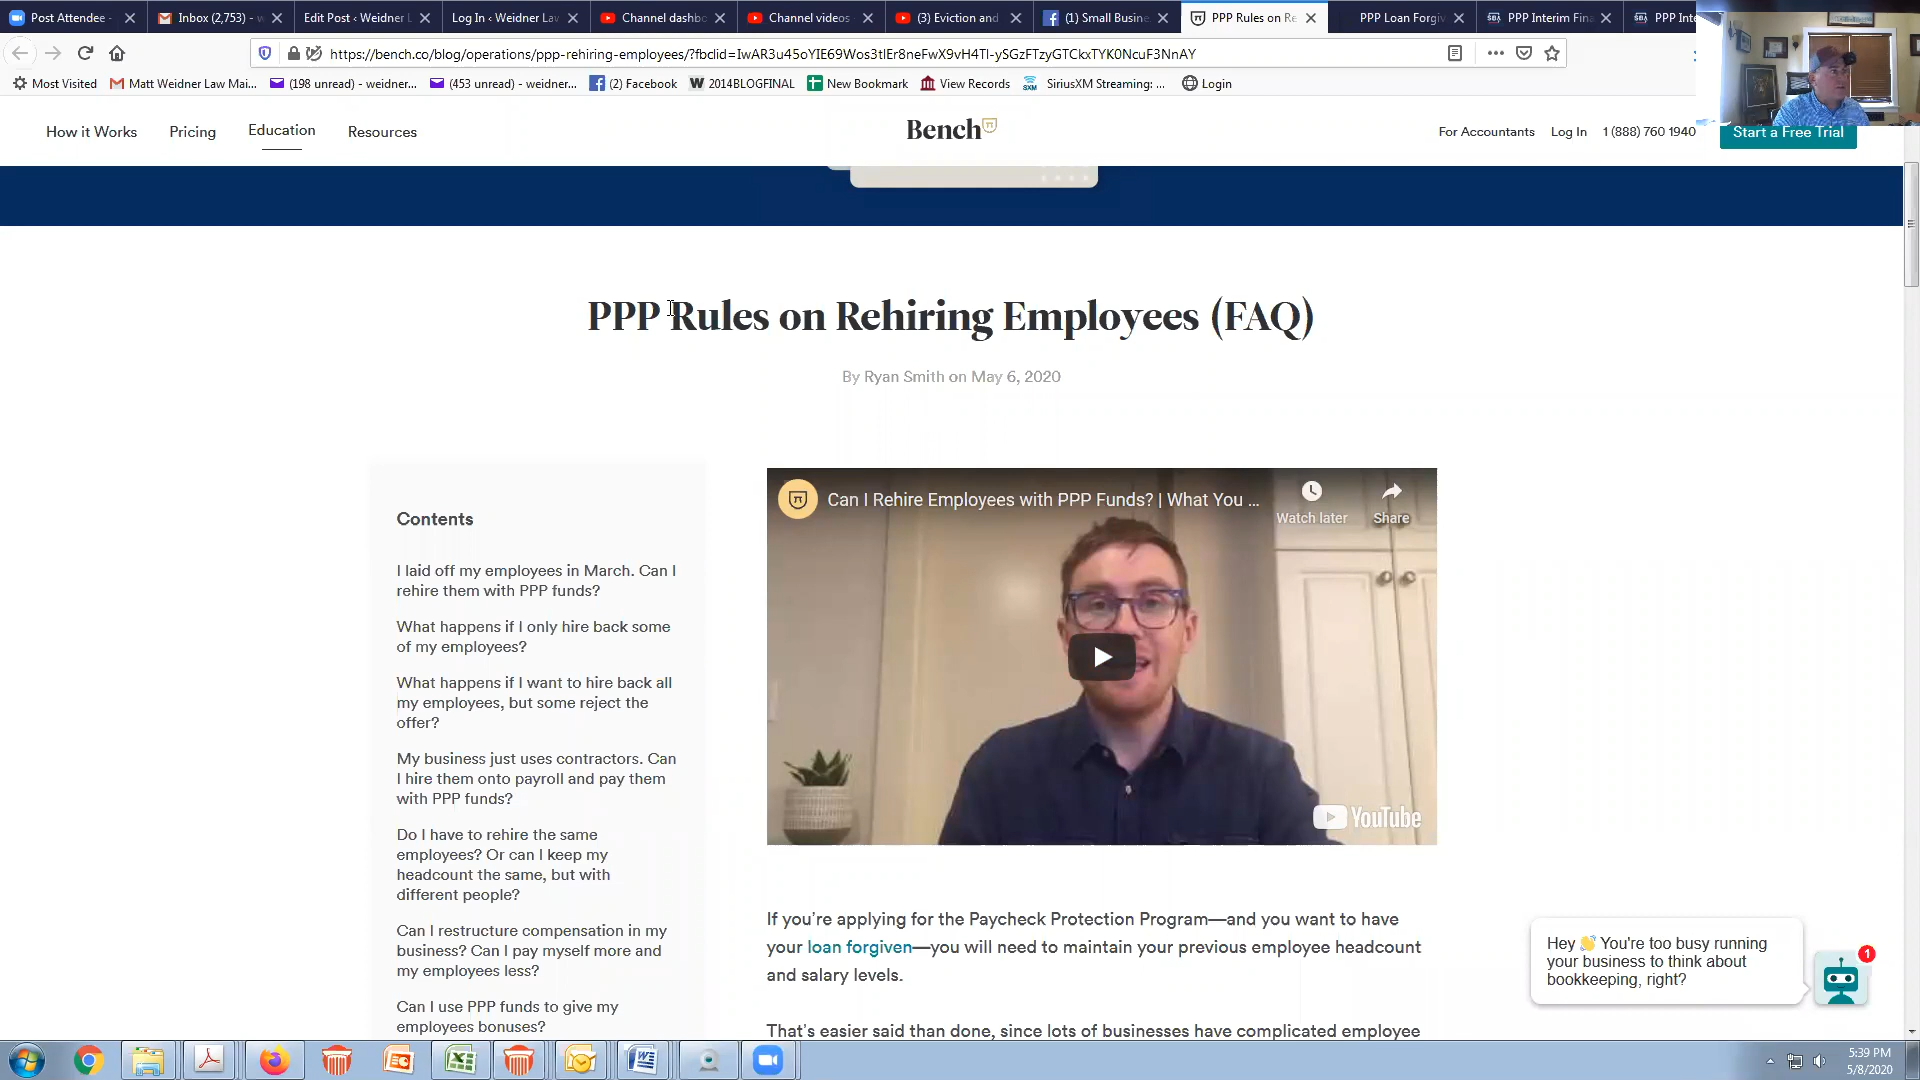 Post Attendee -
Inbox (2,753) - w
Edit Post ‹ Weidner L
Log In ‹ Weidner Law
Channel dashbo
Channel videos
(3) Eviction and
(1) Small Busine
PPP Rules on Re
PPP Loan Forgiv
SBA PPP Interim Fina
SBA PPP Inte
https://bench.co/blog/operations/ppp-rehiring-employees/?fbclid=IwAR3u45oYIE69Wos3tlEr8neFwX9vH4Tl-ySGzFTzyGTCkxTYK0NcuF3NnAY
Most Visited
Matt Weidner Law Mai...
(198 unred) - weidner...
(453 unread) - weidner...
(2) Facebook
W 2014BLOGFINAL
New Bookmark
View Records
SXM SiriusXM Streaming: ...
Login
How it Works
Pricing
Education
Resources
Bench
For Accountants
Log In
1 (888) 760 1940
Start a Free Trial
PPP Rules on Rehiring Employees (FAQ)
By Ryan Smith on May 6, 2020
Contents
I laid off my employees in March. Can I
rehire them with PPP funds?
What happens if I only hire back some
of my employees?
What happens if I want to hire back all
my employees, but some reject the
offer?
My business just uses contractors. Can
I hire them onto payroll and pay them
with PPP funds?
Do I have to rehire the same
employees? Or can I keep my
headcount the same, but with
different people?
Can I restructure compensation in my
business? Can I pay myself more and
my employees less?
Can I use PPP funds to give my
employees bonuses?
Can I Rehire Employees with PPP Funds? | What You ...
Watch later
Share
YouTube
If you're applying for the Paycheck Protection Program—and you want to have
your loan forgiven—you will need to maintain your previous employee headcount
and salary levels.
That's easier said than done, since lots of businesses have complicated employee
Hey 👋 You're too busy running
your business to think about
bookkeeping, right?
1
5:39 PM
5/8/2020